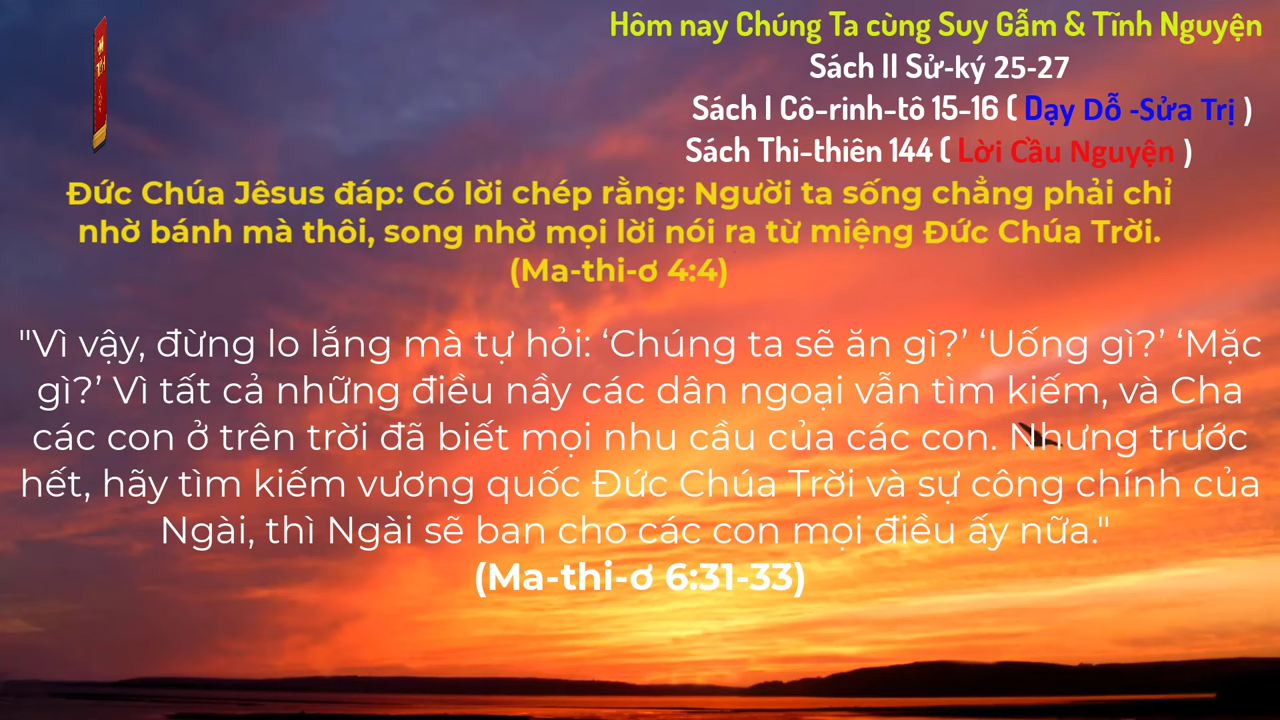 Hôm nay Chúng Ta cùng Suy Gẫm & Tĩnh Nguyện
Sách II Sử-ký 25-27
Sách I Cô-rinh-tô 15-16 ( Dạy Dỗ -Sửa Trị )
Sách Thi-thiên 144 ( Lời Cầu Nguyện )
Đức Chúa Jêsus đáp: Có lời chép rằng: Người ta sống chẳng phải chỉ
nhờ bánh mà thôi, song nhờ mọi lời nói ra từ miệng Đức Chúa Trời.
(Ma-thi-ơ 4:4)
"Vì vậy, đừng lo lắng mà tự hỏi: ‘Chúng ta sẽ ăn gì?’ ‘Uống gì?’ ‘Mặc
gì?’ Vì tất cả những điều nầy các dân ngoại vẫn tìm kiếm, và Cha
các con ở trên trời đã biết mọi nhu cầu của các con. Nhưng trước
hết, hãy tìm kiếm vương quốc Đức Chúa Trời và sự công chính của
Ngài, thì Ngài sẽ ban cho các con mọi điều ấy nữa."
(Ma-thi-ơ 6:31-33)